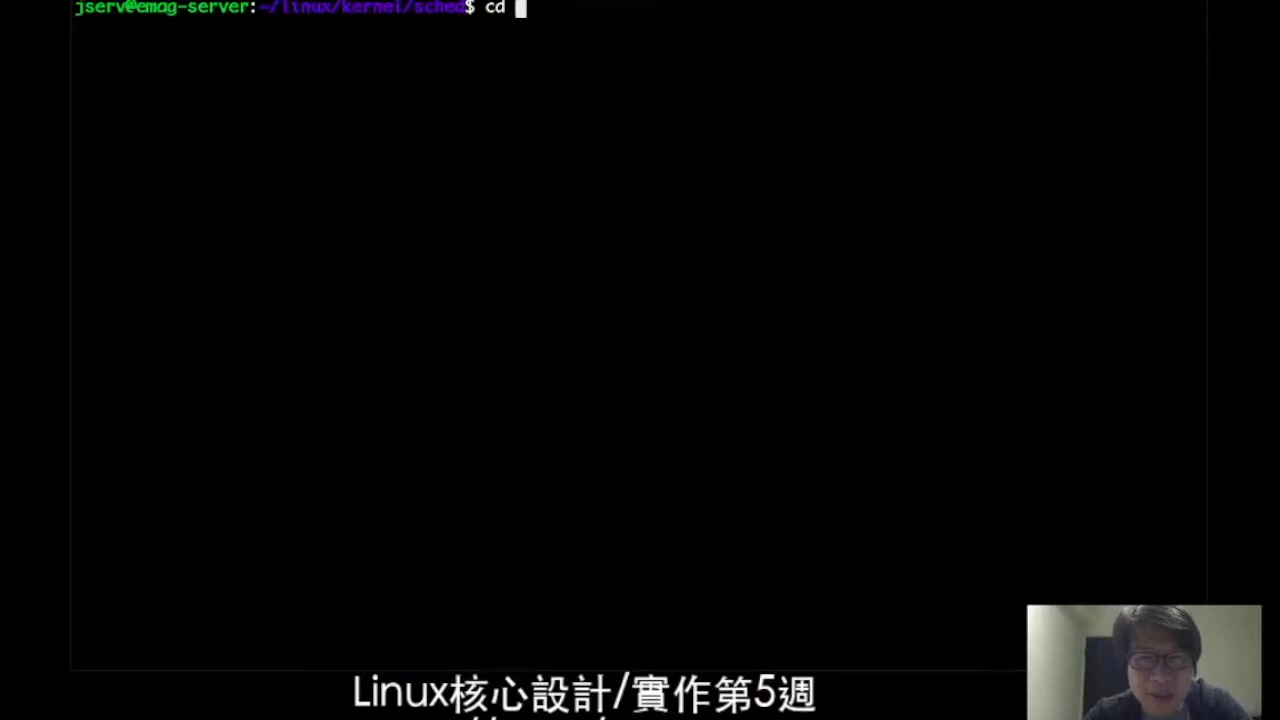 jserv@emag-server:~/linux/kernel/sched$ cd
Linux核心設計/實作第5週